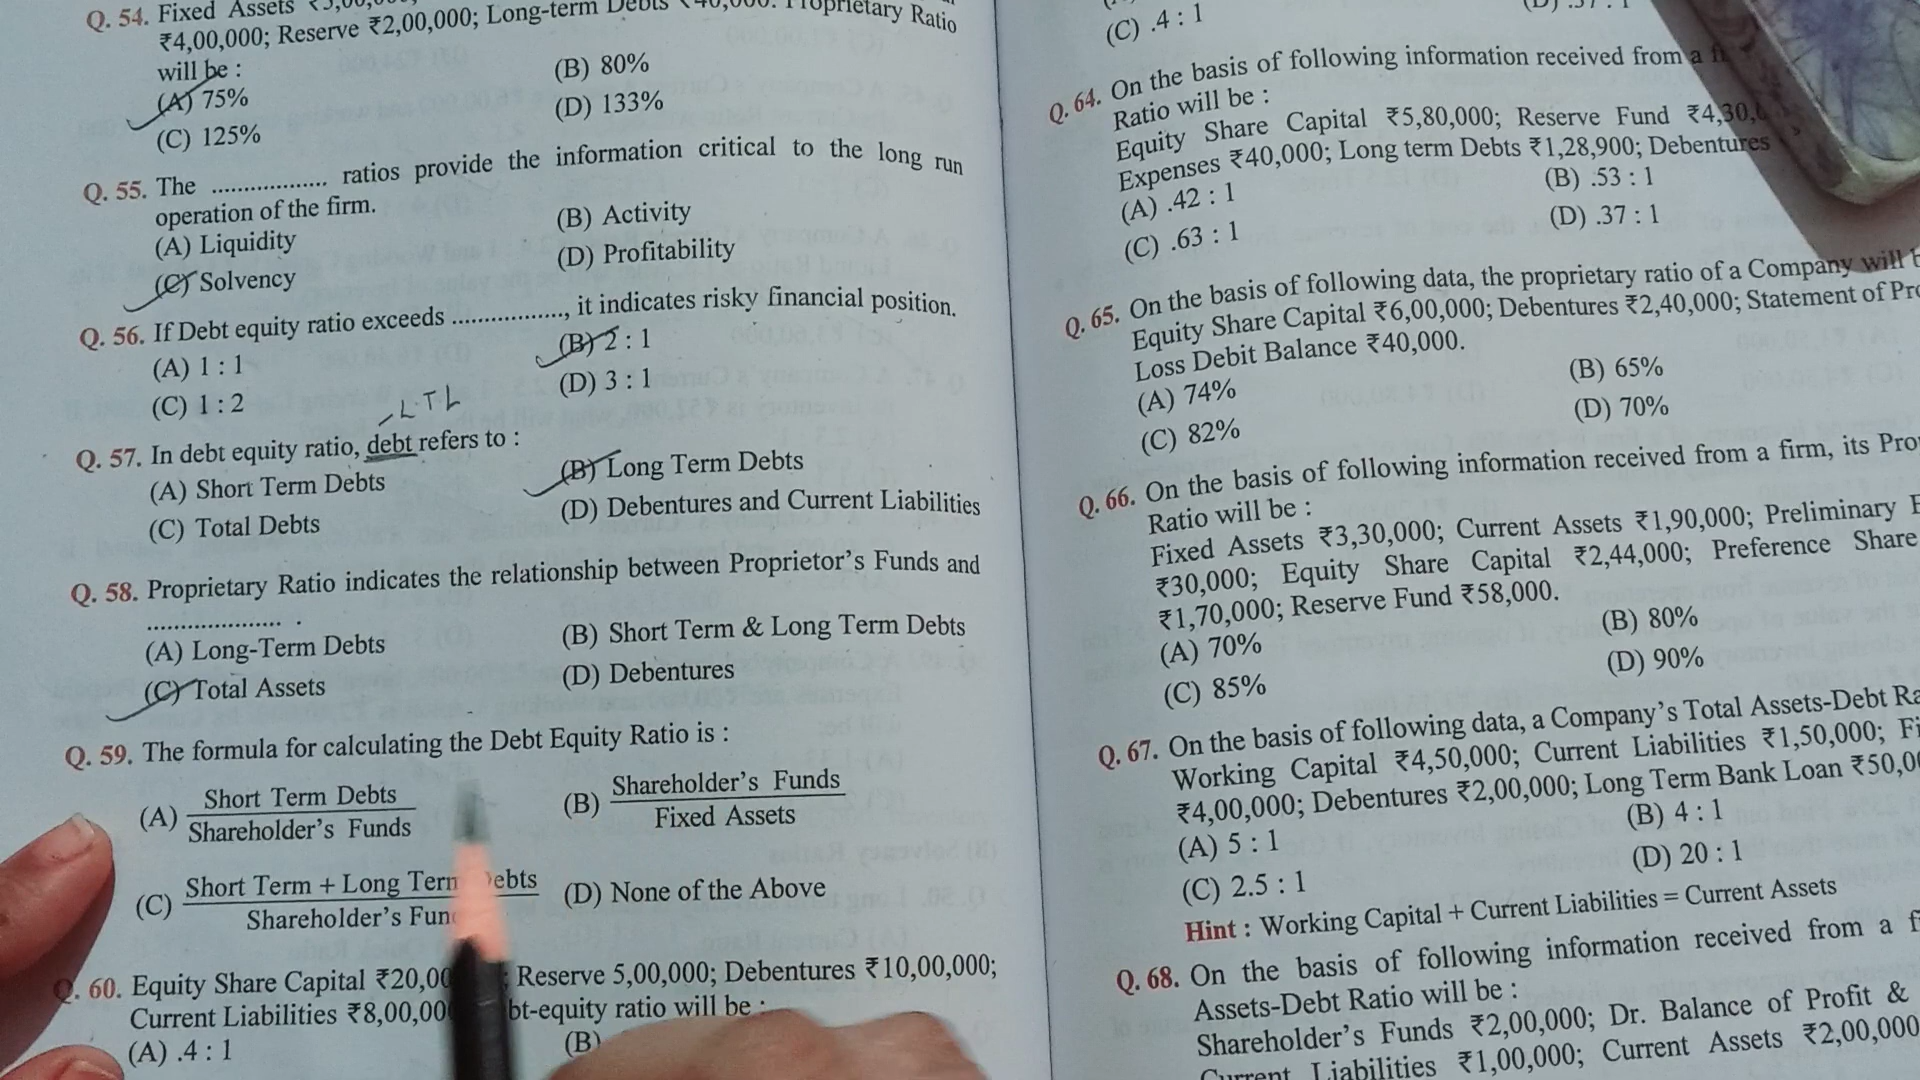 Q. 54. Fixed Assets
₹4,00,000; Reserve ₹2,00,000; Long-term Debts Proprietary Ratio
will be :
(A) 75% (B) 80%
(C) 125% (D) 133%
Q. 55. The .................. ratios provide the information critical to the long run
operation of the firm.
(A) Liquidity (B) Activity
(C) Solvency (D) Profitability
Q. 56. If Debt equity ratio exceeds ................., it indicates risky financial position.
(A) 1 : 1 (B) 2 : 1
(C) 1 : 2 (D) 3 : 1
L.T.L
Q. 57. In debt equity ratio, debt refers to :
(A) Short Term Debts (B) Long Term Debts
(C) Total Debts (D) Debentures and Current Liabilities
Q. 58. Proprietary Ratio indicates the relationship between Proprietor's Funds and
..................... .
(A) Long-Term Debts (B) Short Term & Long Term Debts
(C) Total Assets (D) Debentures
Q. 59. The formula for calculating the Debt Equity Ratio is :
(A) Short Term Debts
Shareholder's Funds
(B) Shareholder's Funds
Fixed Assets
(C) Short Term + Long Term
Shareholder's
(D) None of the Above
Q. 60. Equity Share Capital Reserve 5,00,000; Debentures ₹10,00,000;
Current Liabilities ratio will be :
(A) .4 : 1 (B)
(C) .4 : 1
Q. 64. On the basis of following information received from a
Ratio will be :
Equity Share Capital ₹5,80,000; Reserve Fund
Expenses ₹40,000; Long term Debts ₹1,28,900; Debentures
(A) .42 : 1 (B) .53 : 1
(C) .63 : 1 (D) .37 : 1
Q. 65. On the basis of following data, the proprietary ratio of a Company will
Equity Share Capital ₹6,00,000; Debentures ₹2,40,000; Statement of
Loss Debit Balance ₹40,000.
(A) 74% (B) 65%
(C) 82% (D) 70%
Q. 66. On the basis of following information received from a firm, its
Ratio will be :
Fixed Assets ₹3,30,000; Current Assets ₹1,90,000; Preliminary
₹30,000; Equity Share Capital ₹2,44,000; Preference Share
₹1,70,000; Reserve Fund ₹58,000.
(A) 70% (B) 80%
(C) 85% (D) 90%
Q. 67. On the basis of following data, a Company's Total Assets-Debt
Working Capital ₹4,50,000; Current Liabilities ₹1,50,000;
₹4,00,000; Debentures ₹2,00,000; Long Term Bank Loan
(A) 5 : 1 (B) 4 : 1
(C) 2.5 : 1 (D) 20 : 1
Hint : Working Capital + Current Liabilities = Current Assets
Q. 68. On the basis of following information received from a
Assets-Debt Ratio will be :
Shareholder's Funds ₹2,00,000; Dr. Balance of Profit &
Current Liabilities ₹1,00,000; Current Assets ₹2,00,000